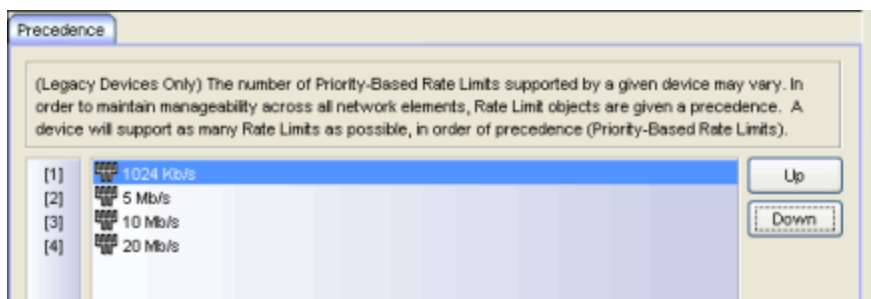 Precedence
(Legacy Devices Only) The number of Priority-Based Rate Limits supported by a given device may vary. In
order to maintain manageability across all network elements, Rate Limit objects are given a precedence. A
device will support as many Rate Limits as possible, in order of precedence (Priority-Based Rate Limits).
[1] 1024 Kb/s Up
[2] 5 Mb/s
[3] 10 Mb/s Down
[4] 20 Mb/s